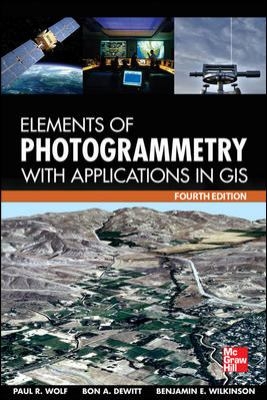 ELEMENTS OF
PHOTOGRAMMETRY
WITH APPLICATIONS IN GIS
FOURTH EDITION
Mc
Graw
Hill
PAUL R. WOLF BON A. DEWITT BENJAMIN E. WILKINSON